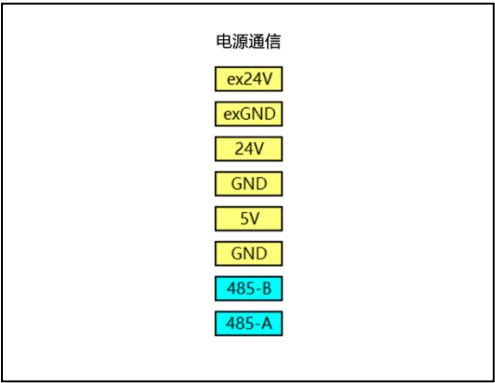 电源通信
ex24V
exGND
24V
GND
5V
GND
485-B
485-A